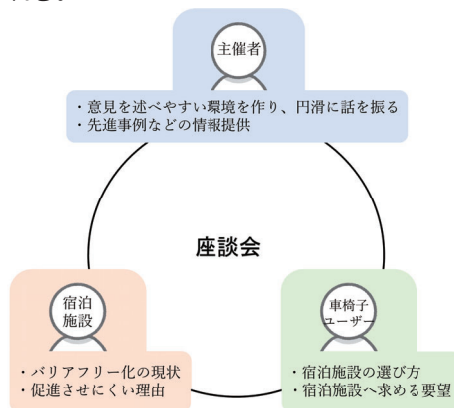 主催者
・意見を述べやすい環境を作り、円滑に話を振る
・先進事例などの情報提供
座談会
宿泊
施設
・バリアフリー化の現状
・促進させにくい理由
車椅子
ユーザー
・宿泊施設の選び方
・宿泊施設へ求める要望